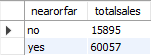 nearorfar totalsales
no 15895
yes 60057